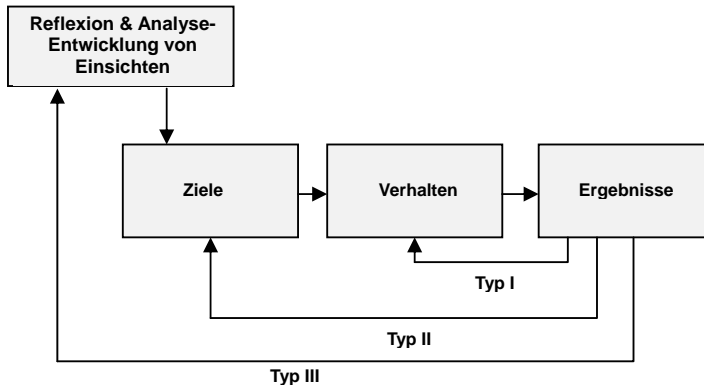 Reflexion & Analyse-
Entwicklung von
Einsichten
Ziele
Verhalten
Ergebnisse
Typ I
Typ II
Typ III